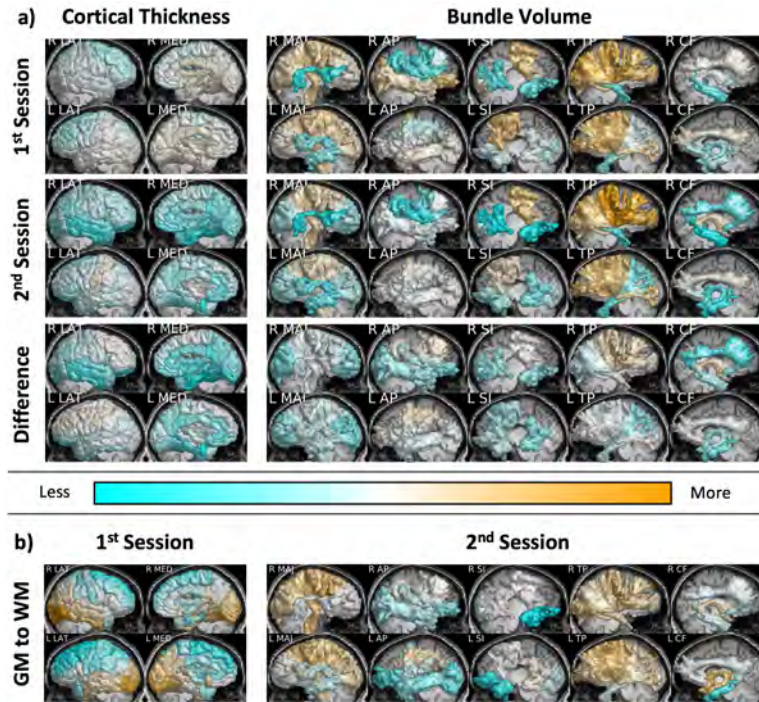 a) Cortical Thickness Bundle Volume
1st Session
R LAT R MED R MAI R AP R SI R TP R CF
L LAT L MED L MAI L AP L SI L TP L CF
2nd Session
R LAT R MED R MAI R AP R SI R TP R CF
L LAT L MED L MAI L AP L SI L TP L CF
Difference
R LAT R MED R MAI R AP R SI R TP R CF
L LAT L MED L MAI L AP L SI L TP L CF
Less More
b) 1st Session 2nd Session
GM to WM
R LAT R MED R MAI R AP R SI R TP R CF
L LAT L MED L MAI L AP L SI L TP L CF